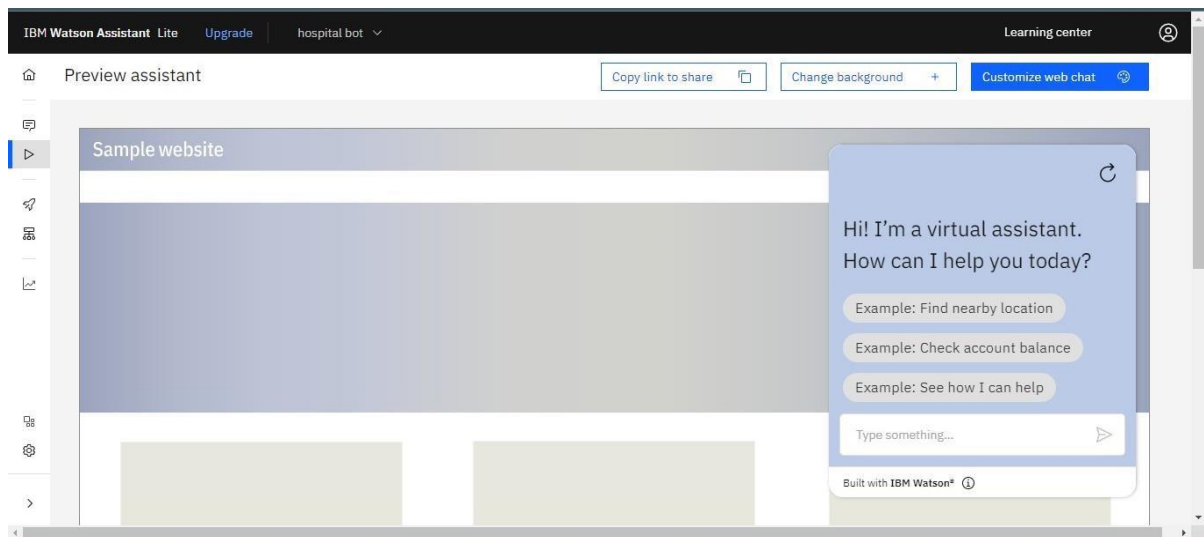 IBM Watson Assistant Lite Upgrade hospital bot Learning center
Preview assistant Copy link to share Change background + Customize web chat
Sample website
Hi! I'm a virtual assistant.
How can I help you today?
Example: Find nearby location
Example: Check account balance
Example: See how I can help
Type something...
Built with IBM Watson®